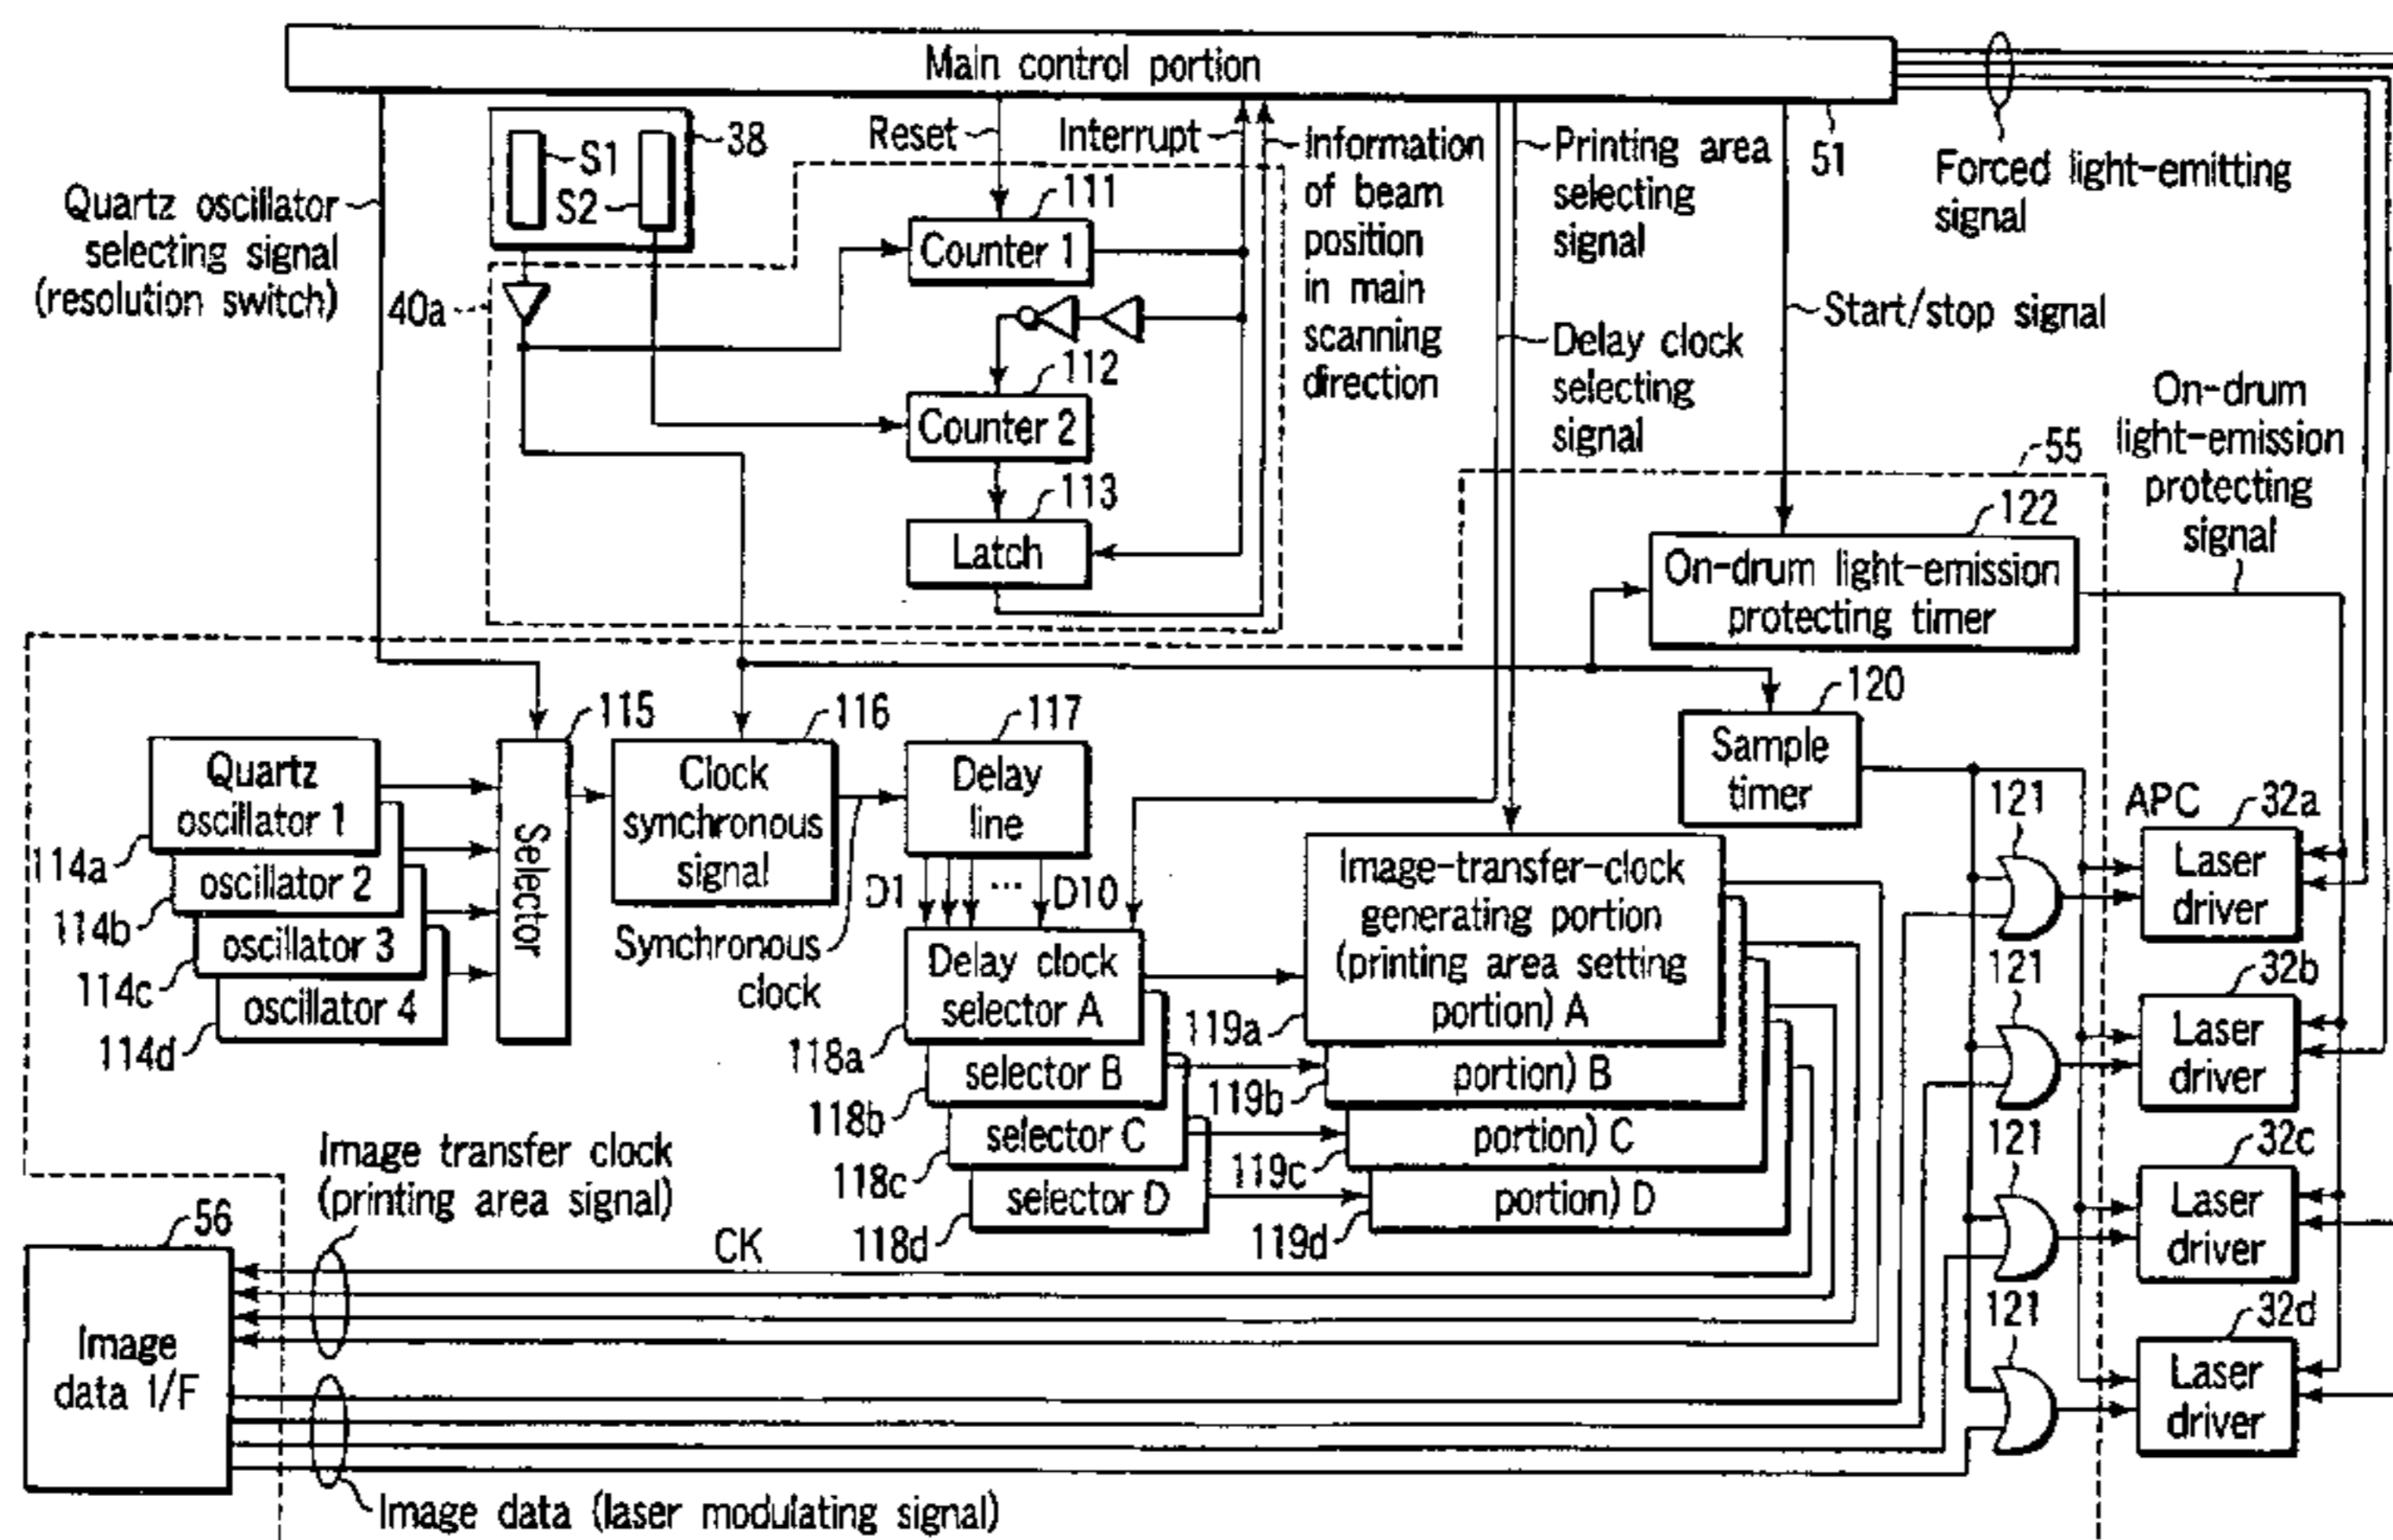 Main control portion
51
Forced light-emitting
signal
38
S1
S2
Reset
Interrupt
Information
of beam
position
in main
scanning
direction
Printing area
selecting
signal
Delay clock
selecting
signal
Start/stop signal
Quartz oscillator
selecting signal
(resolution switch)
40a
111
Counter 1
112
Counter 2
113
Latch
On-drum
light-emission
protecting
signal
55
122
On-drum light-emission
protecting timer
120
Sample
timer
115
Selector
116
Clock
synchronous
signal
117
Delay
line
Quartz
oscillator 1
oscillator 2
oscillator 3
oscillator 4
114a
114b
114c
114d
Synchronous
clock
D1
...
D10
Delay clock
selector A
selector B
selector C
selector D
118a
118b
118c
118d
Image-transfer-clock
generating portion
(printing area setting
portion) A
portion) B
portion) C
portion) D
119a
119b
119c
119d
121
121
121
121
APC
32a
Laser
driver
32b
Laser
driver
32c
Laser
driver
32d
Laser
driver
Image transfer clock
(printing area signal)
56
CK
Image
data I/F
Image data (laser modulating signal)